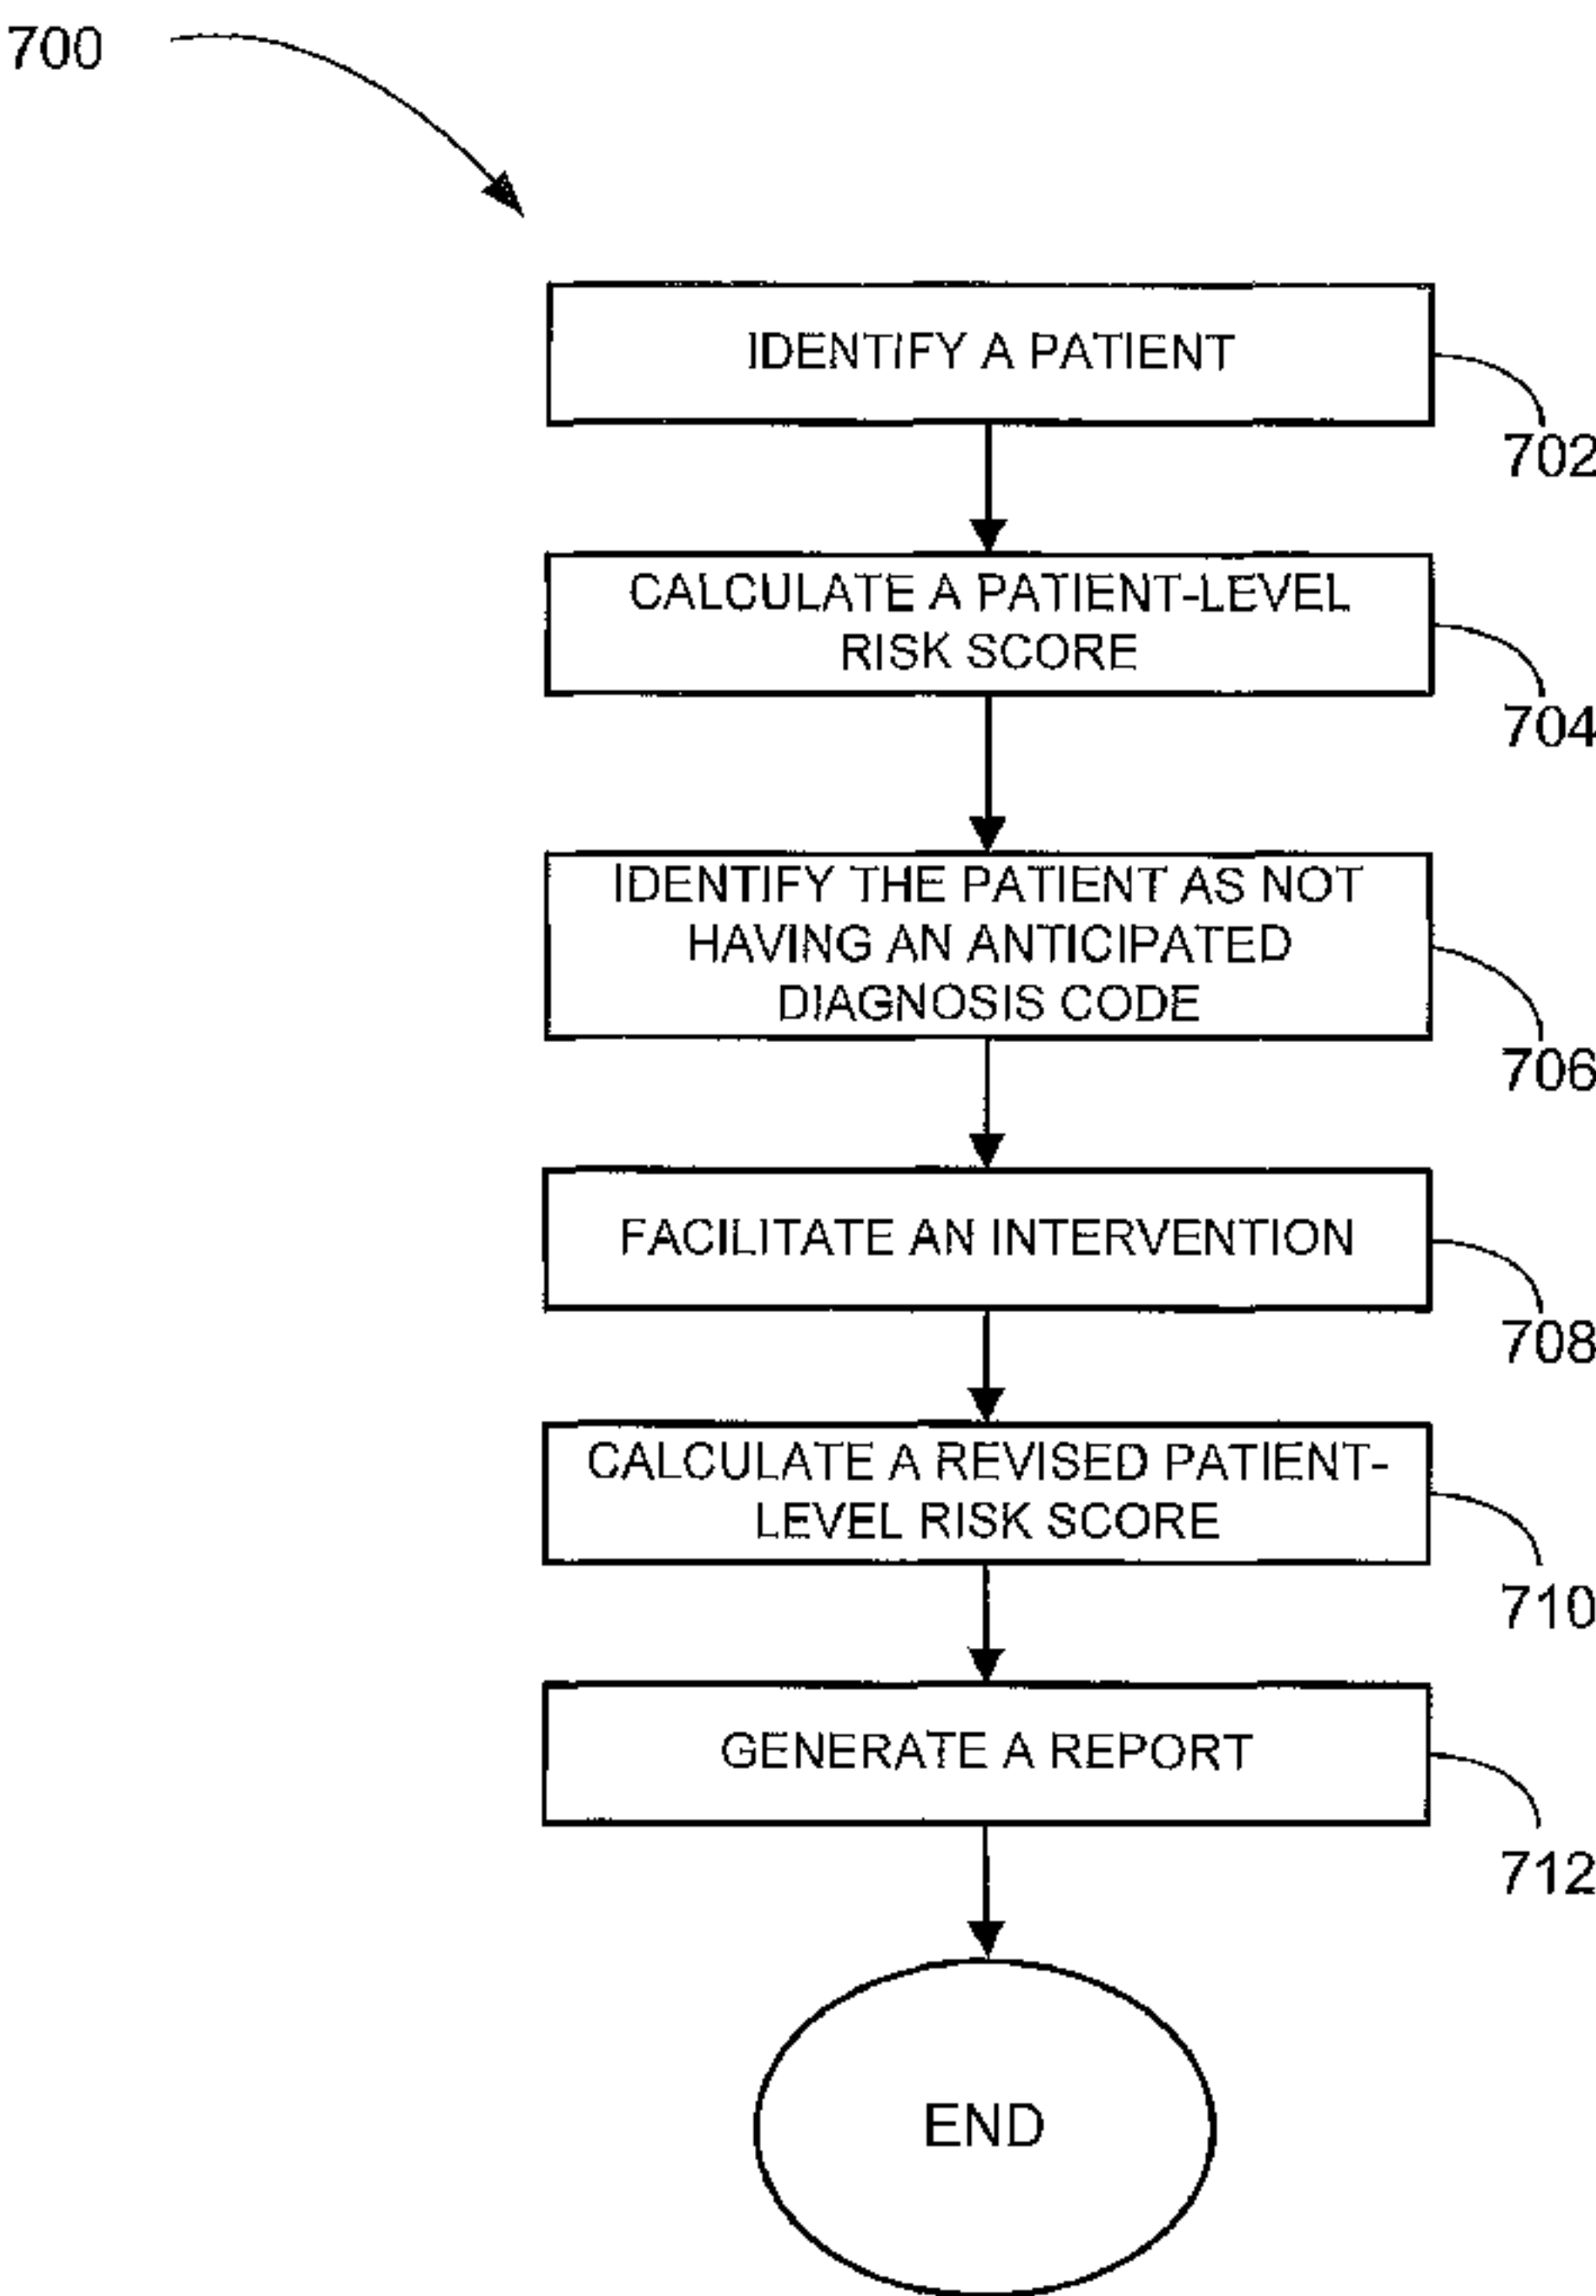 700
IDENTIFY A PATIENT
702
CALCULATE A PATIENT-LEVEL
RISK SCORE
704
IDENTIFY THE PATIENT AS NOT
HAVING AN ANTICIPATED
DIAGNOSIS CODE
706
FACILITATE AN INTERVENTION
708
CALCULATE A REVISED PATIENT-
LEVEL RISK SCORE
710
GENERATE A REPORT
712
END